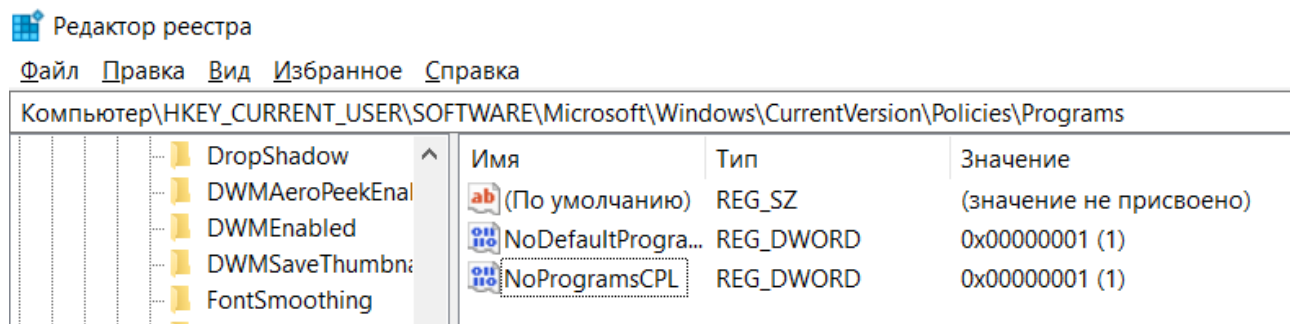 Редактор реестра
Файл Правка Вид Избранное Справка
Компьютер\HKEY_CURRENT_USER\SOFTWARE\Microsoft\Windows\CurrentVersion\Policies\Programs
DropShadow
DWMAeroPeekEnal
DWMEnabled
DWMSaveThumbna
FontSmoothing
Имя Тип Значение
(По умолчанию) REG_SZ (значение не присвоено)
NoDefaultProgra... REG_DWORD 0x00000001 (1)
NoProgramsCPL REG_DWORD 0x00000001 (1)